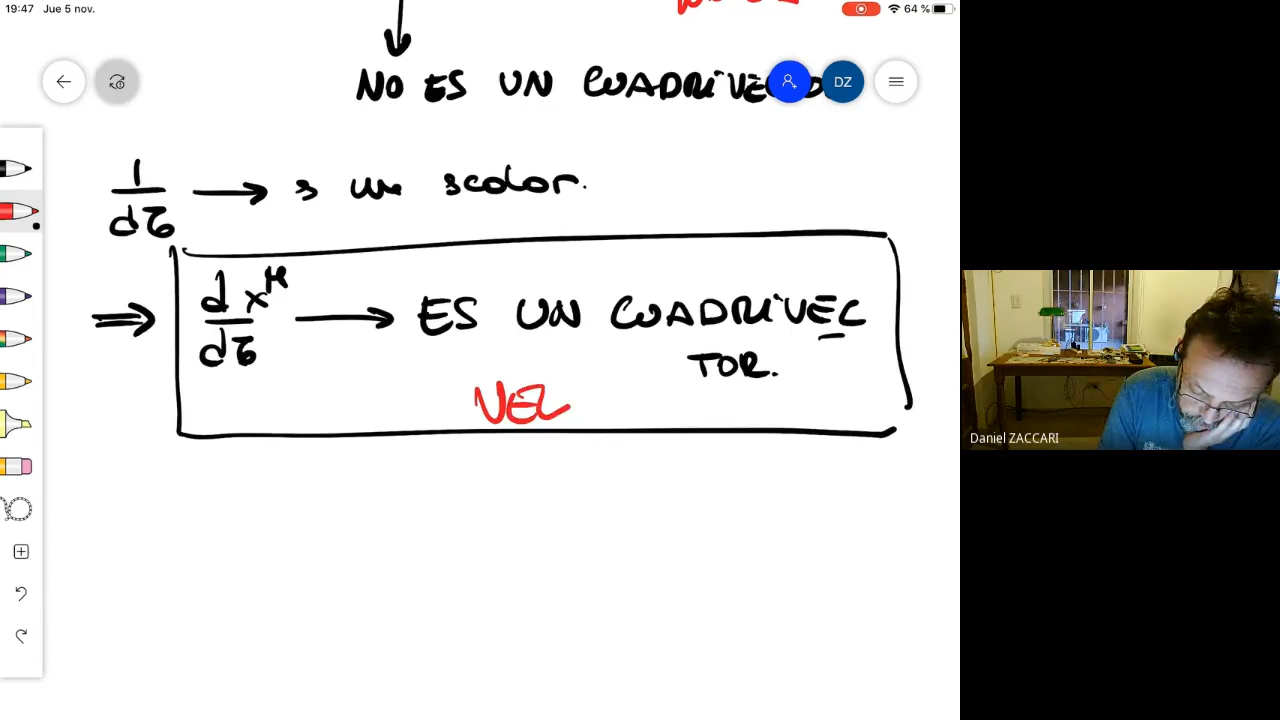 19:47 Jue 5 nov.
64 %
NO ES UN CUADRIVEC
DZ
1/dτ → es un escalar.
⇒ d x^μ/dτ → ES UN CUADRIVEC
TOR.
VEL
Daniel ZACCARI